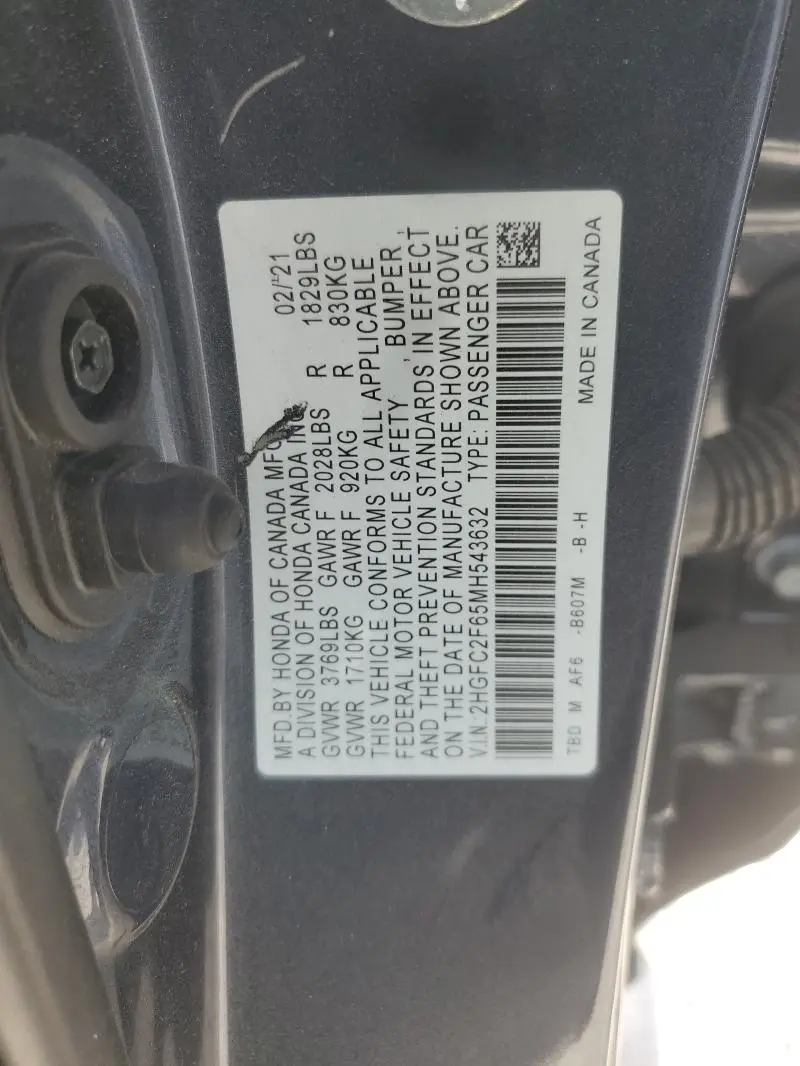 MFD.BY HONDA OF CANADA MFG. 02/21
A DIVISION OF HONDA CANADA INC
GVWR 3769LBS GAWR F 2028LBS R 1829LBS
GVWR 1710KG GAWR F 920KG R 830KG
THIS VEHICLE CONFORMS TO ALL APPLICABLE
FEDERAL MOTOR VEHICLE SAFETY, BUMPER,
AND THEFT PREVENTION STANDARDS IN EFFECT
ON THE DATE OF MANUFACTURE SHOWN ABOVE.
V.I.N.:2HGFC2F65MH543632 TYPE: PASSENGER CAR
TBD M AF6 -B607M -B -H MADE IN CANADA